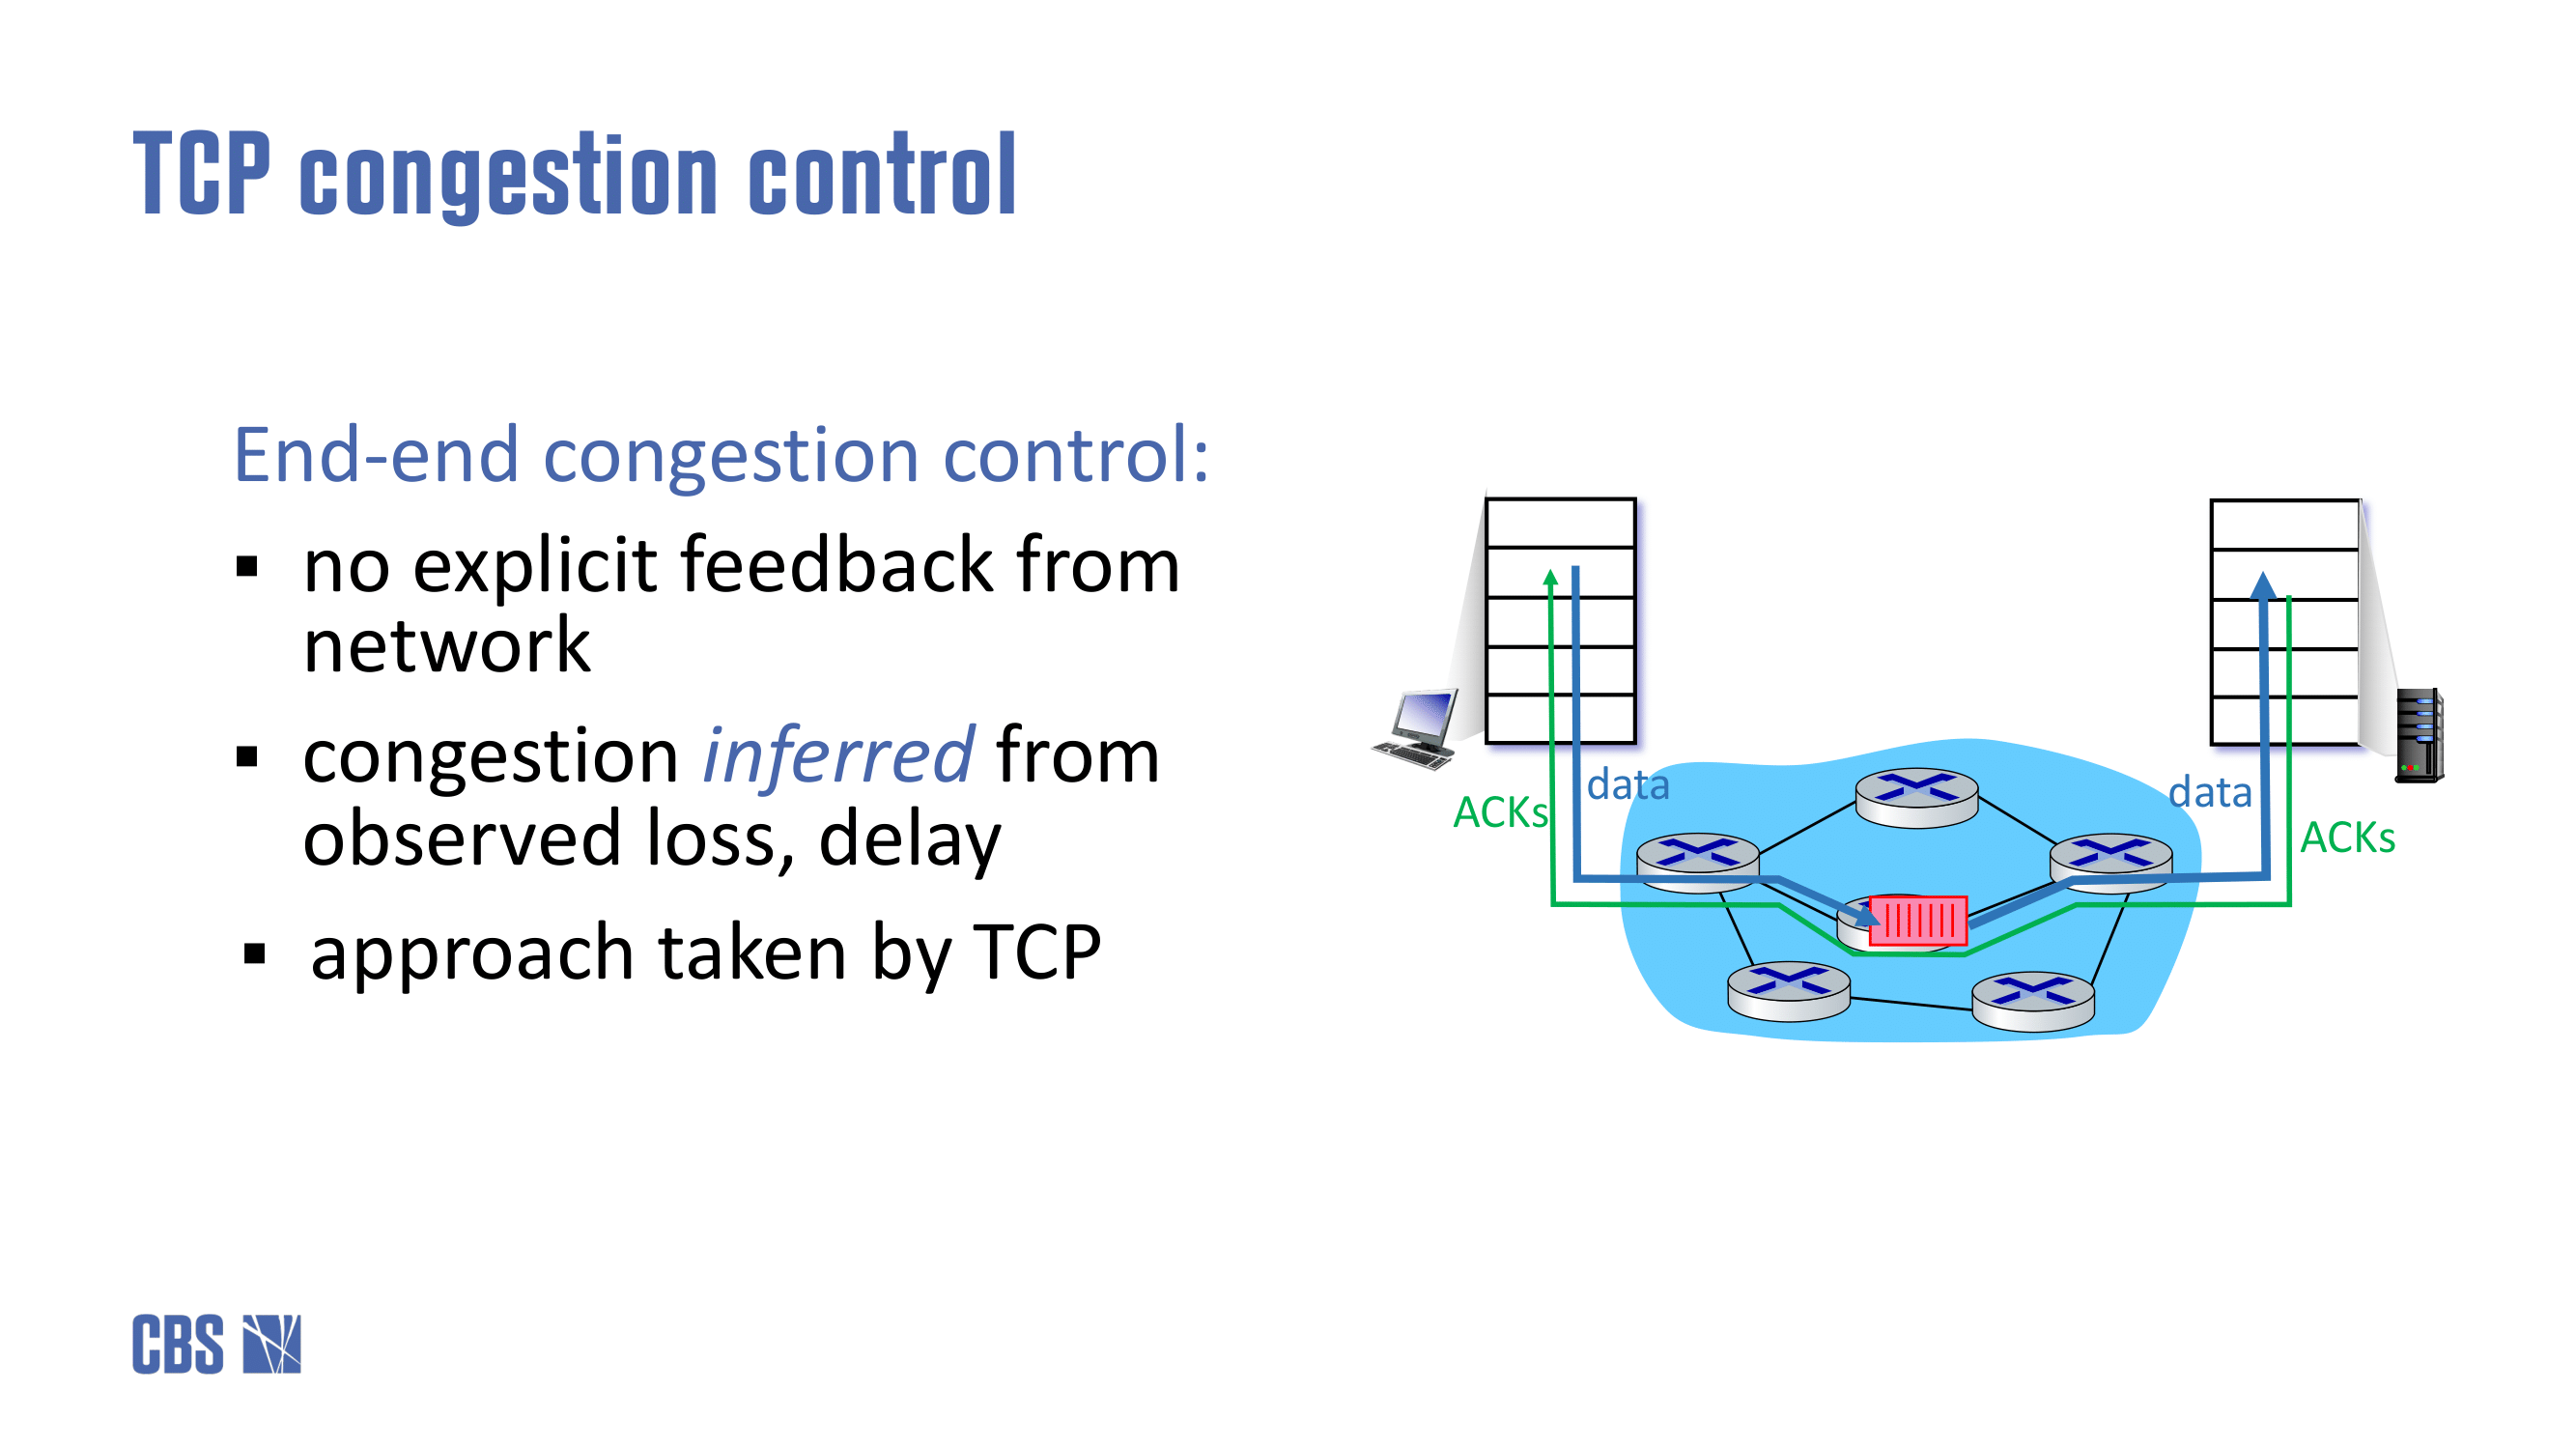 TCP congestion control
End-end congestion control:
▪ no explicit feedback from
network
▪ congestion inferred from
observed loss, delay
▪ approach taken by TCP
data
ACKs
data
ACKs
CBS